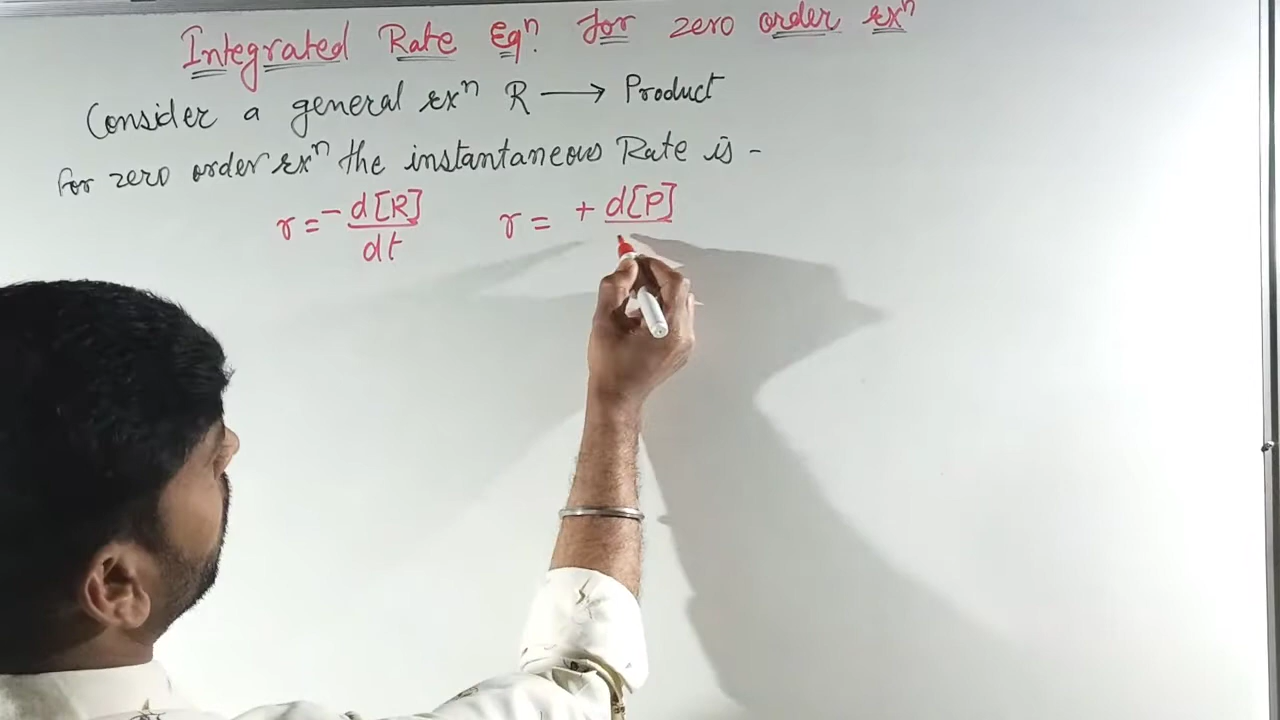 Integrated Rate Eqⁿ. for zero order rxⁿ
Consider a general rxⁿ R → Product
for zero order rxⁿ the instantaneous Rate is -
r = - d[R]/dt r = + d[P]